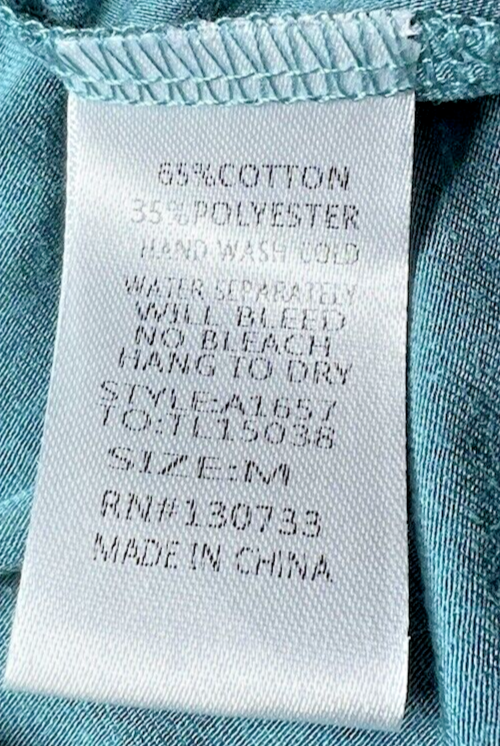 65%COTTON
35%POLYESTER
HAND WASH COLD
WATER SEPARATELY
WILL BLEED
NO BLEACH
HANG TO DRY
STYLE:A1657
TO:TL15038
SIZE:M
RN#130733
MADE IN CHINA